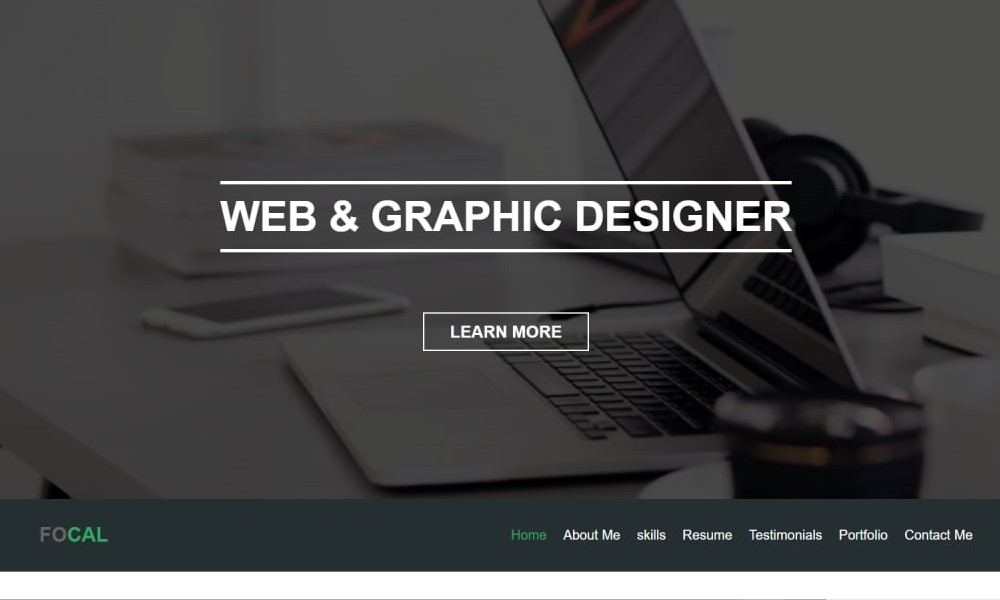 WEB & GRAPHIC DESIGNER
LEARN MORE
FOCAL
Home About Me skills Resume Testimonials Portfolio Contact Me